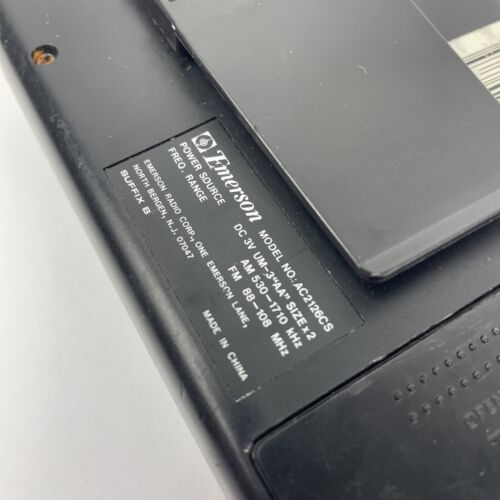 Emerson MODEL NO: AC2126CS
POWER SOURCE DC 3V UM-3"AA" SIZE x 2
FREQ. RANGE AM 530-1710 kHz
FM 88-108 MHz
EMERSON RADIO CORP., ONE EMERSON LANE,
NORTH BERGEN, N.J. 07047
SUFFIX B MADE IN CHINA